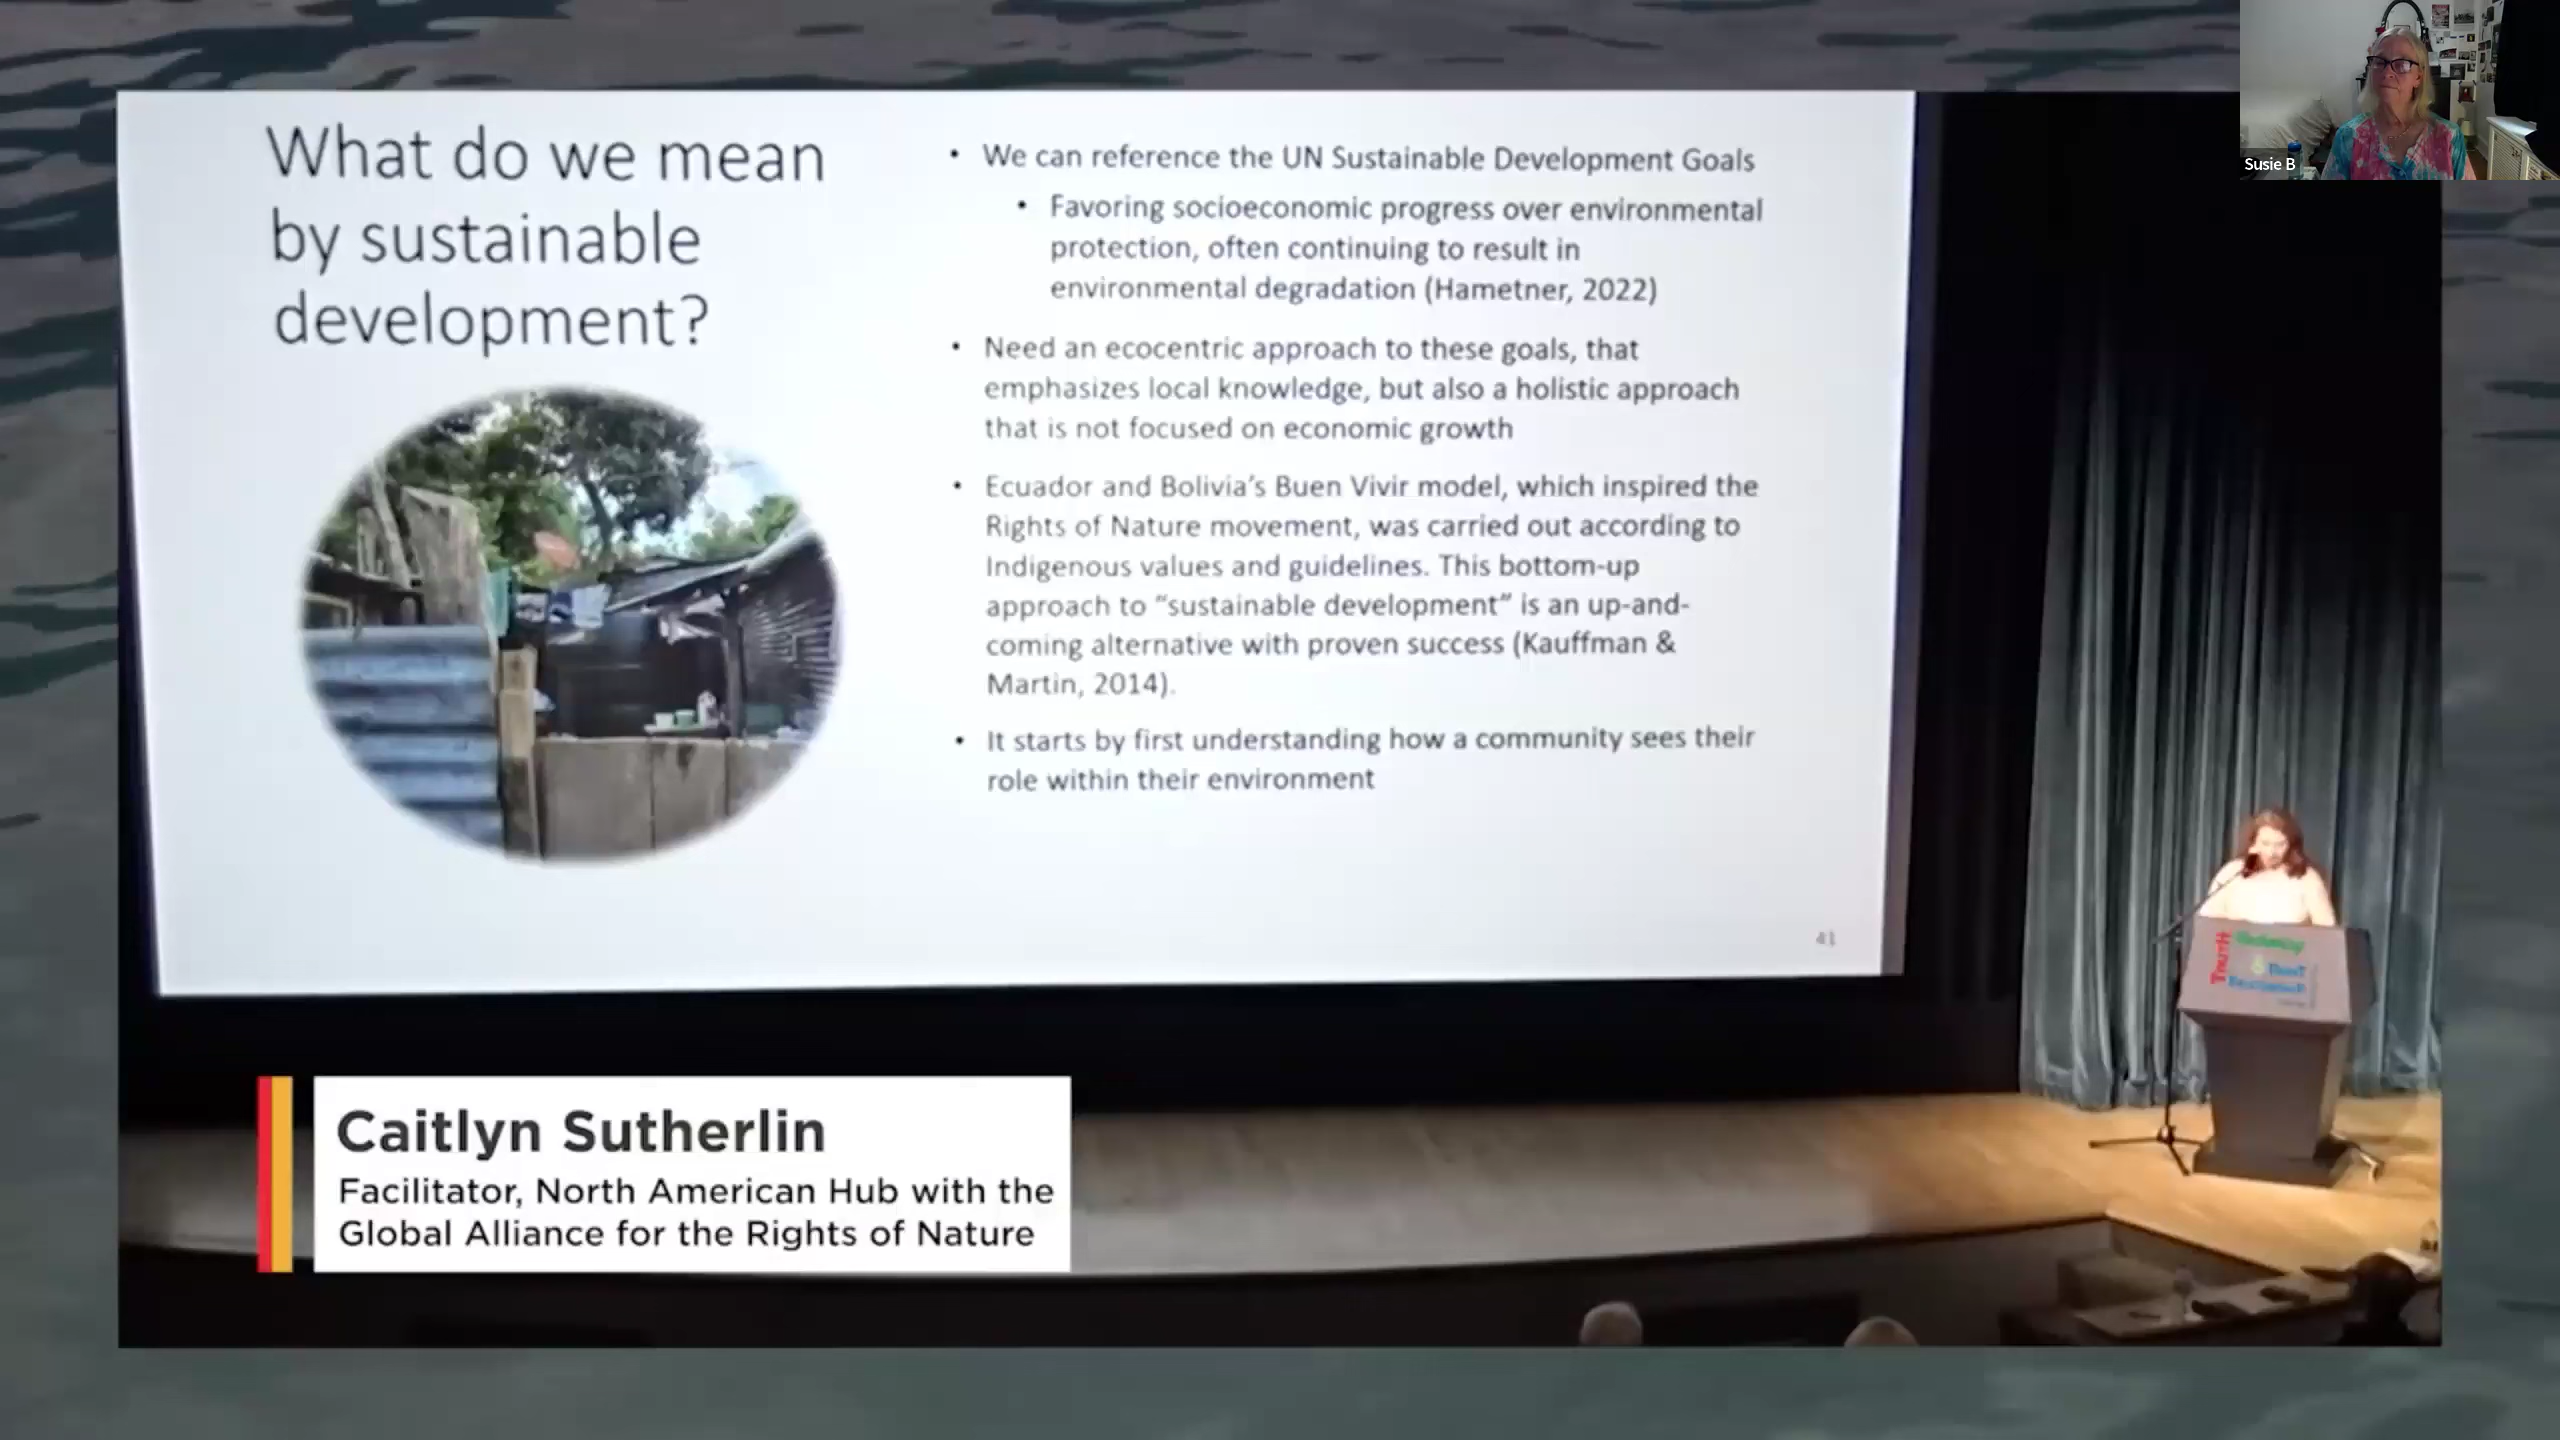 Susie B
What do we mean
by sustainable
development?
• We can reference the UN Sustainable Development Goals
• Favoring socioeconomic progress over environmental
protection, often continuing to result in
environmental degradation (Hametner, 2022)
• Need an ecocentric approach to these goals, that
emphasizes local knowledge, but also a holistic approach
that is not focused on economic growth
• Ecuador and Bolivia's Buen Vivir model, which inspired the
Rights of Nature movement, was carried out according to
Indigenous values and guidelines. This bottom-up
approach to “sustainable development” is an up-and-
coming alternative with proven success (Kauffman &
Martin, 2014).
• It starts by first understanding how a community sees their
role within their environment
41
TRUTH
Caitlyn Sutherlin
Facilitator, North American Hub with the
Global Alliance for the Rights of Nature